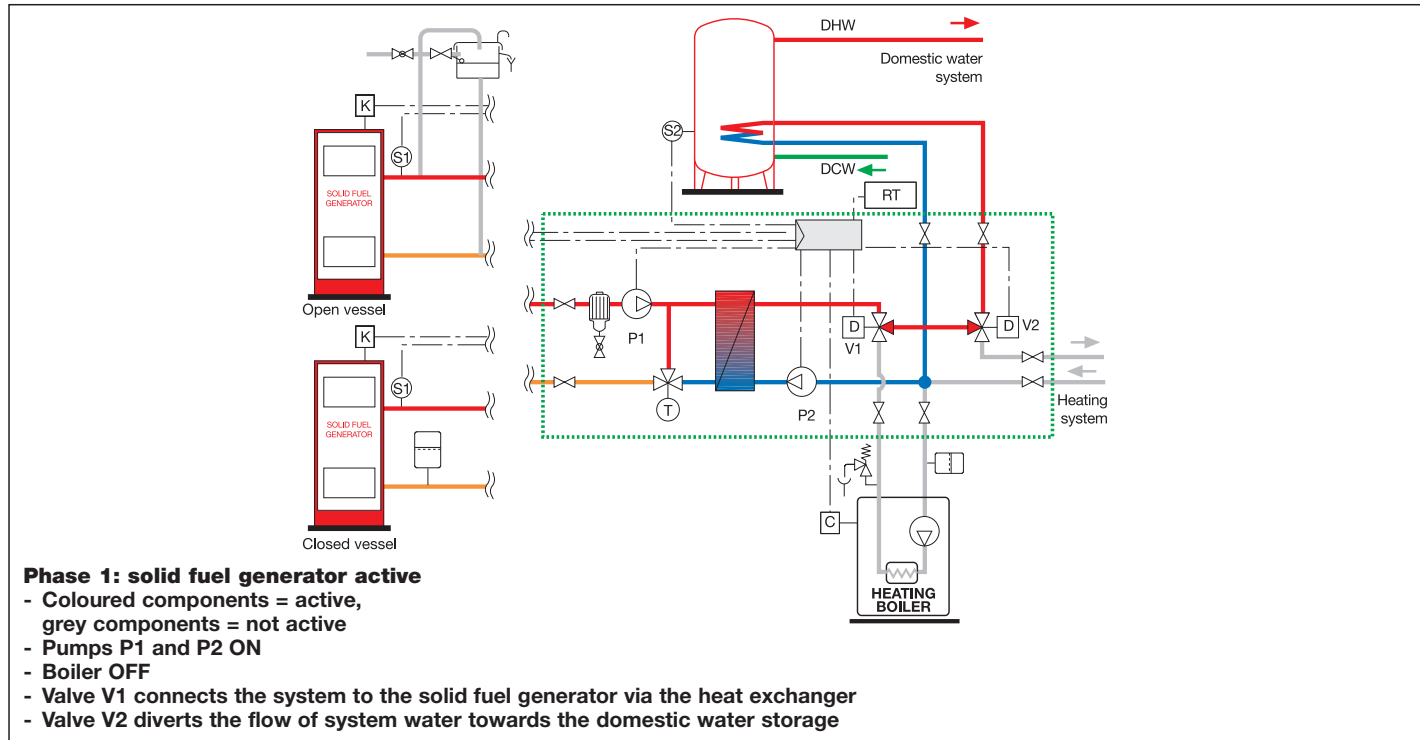 DHW
Domestic water
system
K
S1
SOLID FUEL
GENERATOR
Open vessel
S2
DCW
RT
P1
D
V1
D
V2
T
P2
Heating
system
K
S1
SOLID FUEL
GENERATOR
Closed vessel
C
HEATING
BOILER
Phase 1: solid fuel generator active
- Coloured components = active,
grey components = not active
- Pumps P1 and P2 ON
- Boiler OFF
- Valve V1 connects the system to the solid fuel generator via the heat exchanger
- Valve V2 diverts the flow of system water towards the domestic water storage